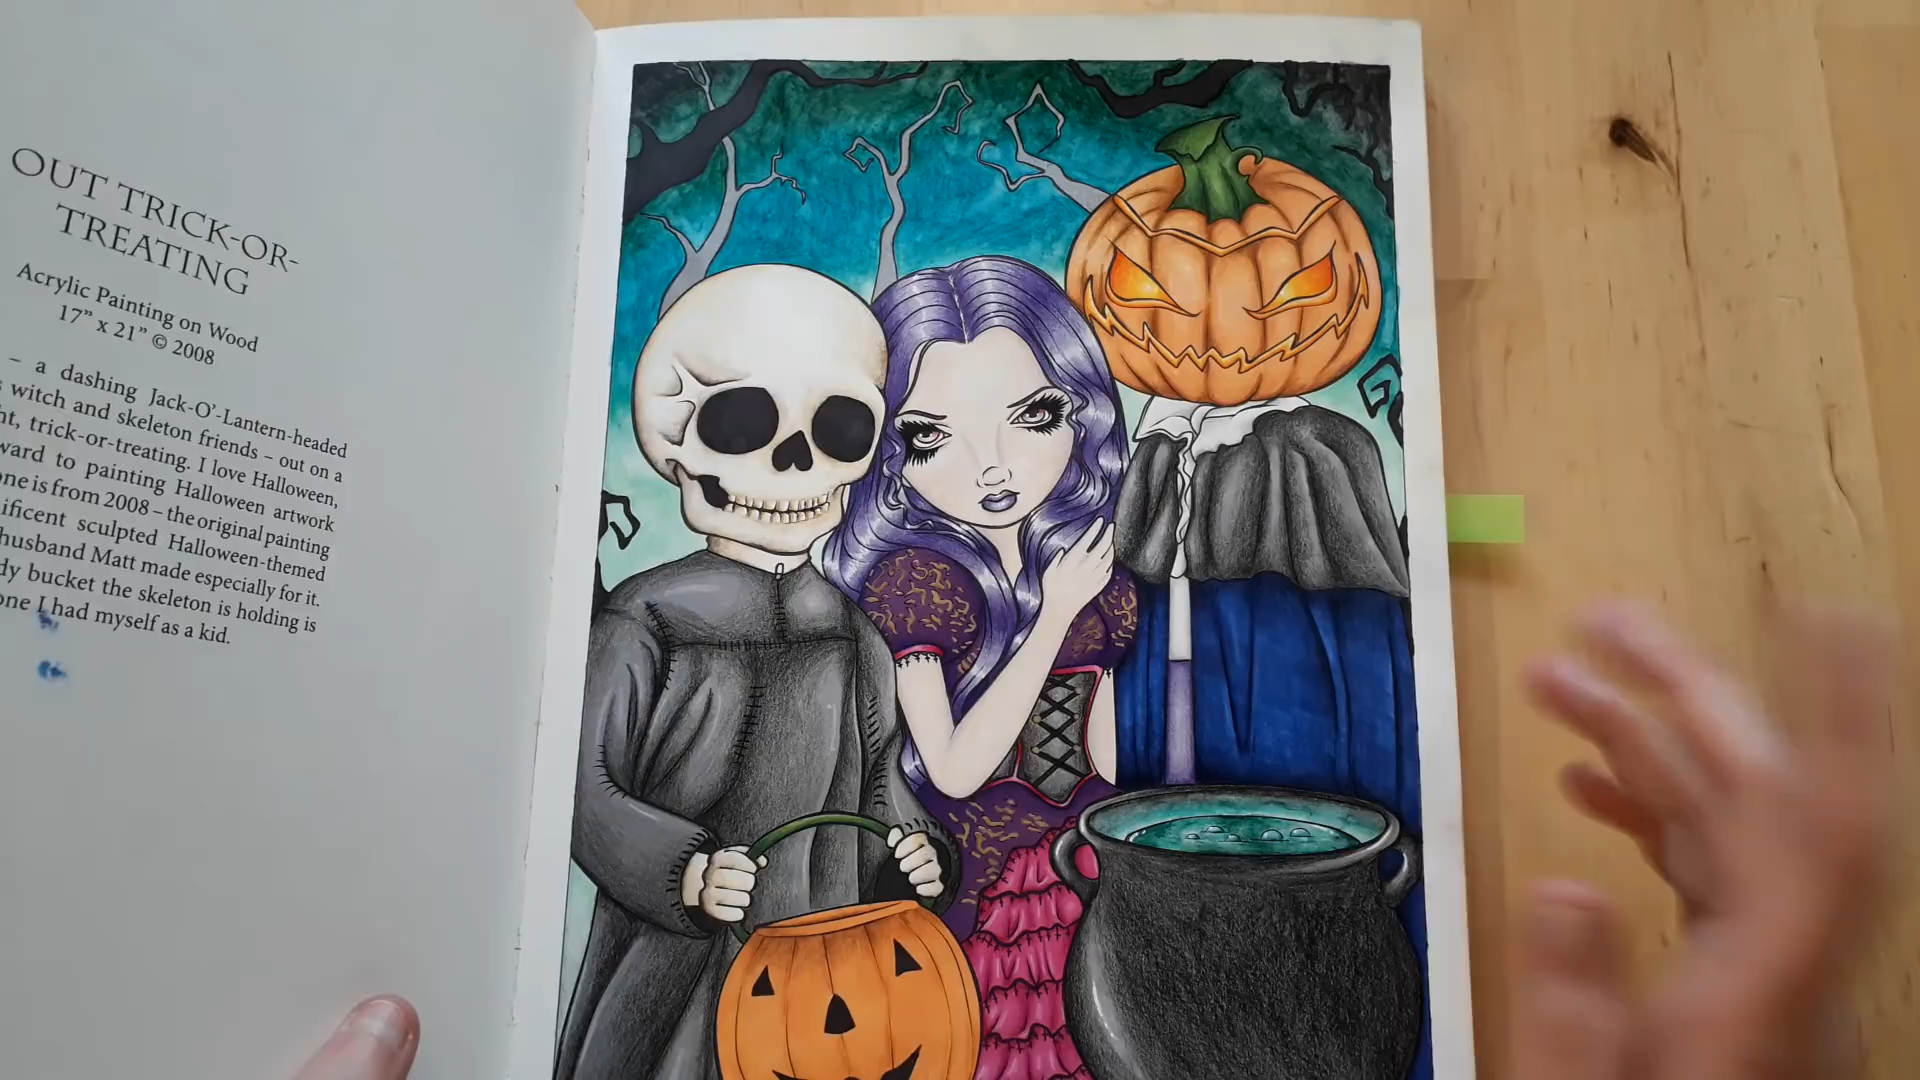 OUT TRICK-OR-
TREATING
Acrylic Painting on Wood
17” x 21” © 2008
– a dashing Jack-O’-Lantern-headed
witch and skeleton friends – out on a
trick-or-treating. I love Halloween,
to painting Halloween artwork
one is from 2008 – the original painting
sculpted Halloween-themed
husband Matt made especially for it.
bucket the skeleton is holding is
one I had myself as a kid.